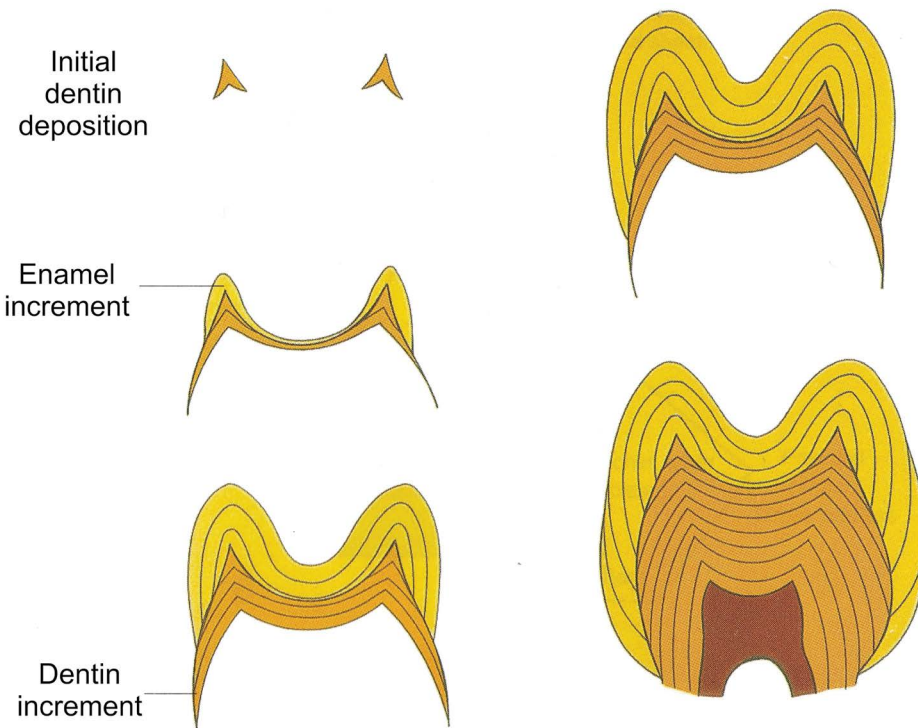 Initial
dentin
deposition
Enamel
increment
Dentin
increment